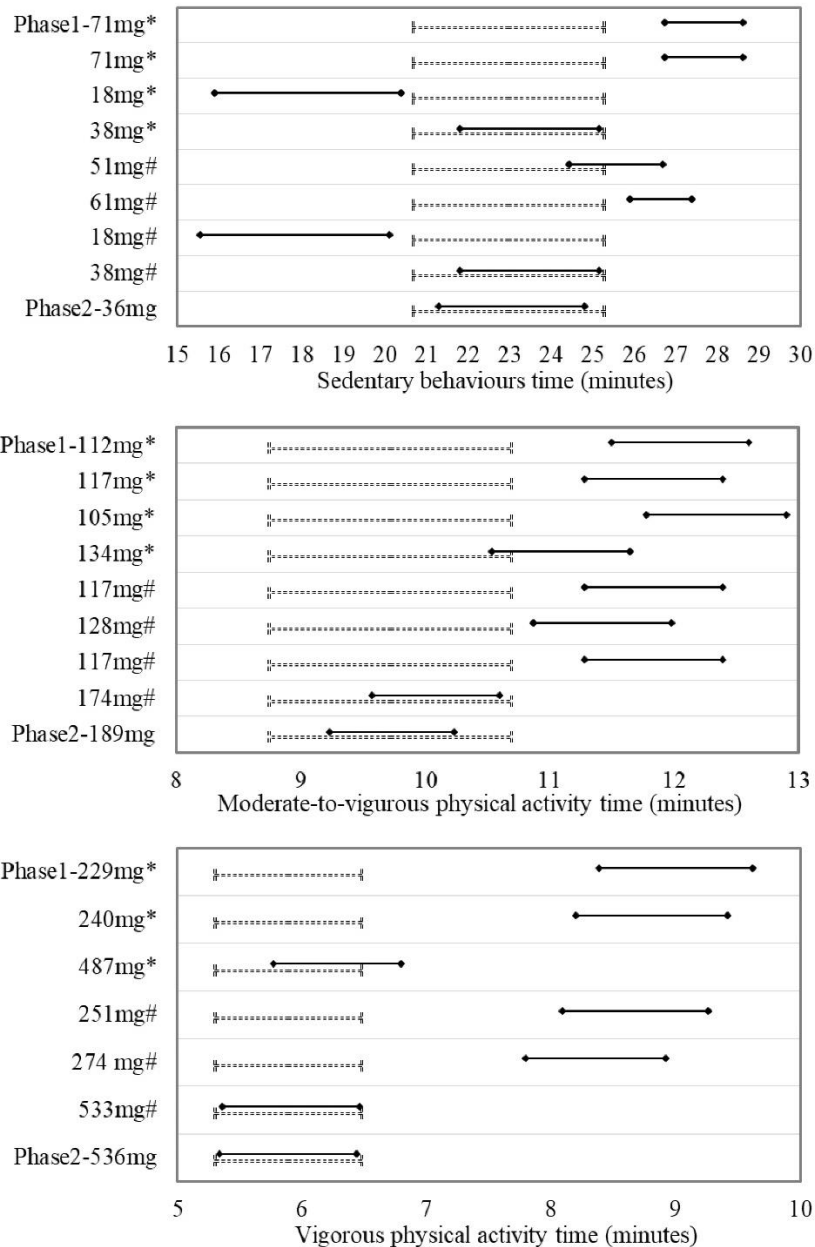 Phase1-71mg*
71mg*
18mg*
38mg*
51mg#
61mg#
18mg#
38mg#
Phase2-36mg
15 16 17 18 19 20 21 22 23 24 25 26 27 28 29 30
Sedentary behaviours time (minutes)
Phase1-112mg*
117mg*
105mg*
134mg*
117mg#
128mg#
117mg#
174mg#
Phase2-189mg
8 9 10 11 12 13
Moderate-to-vigurous physical activity time (minutes)
Phase1-229mg*
240mg*
487mg*
251mg#
274 mg#
533mg#
Phase2-536mg
5 6 7 8 9 10
Vigorous physical activity time (minutes)